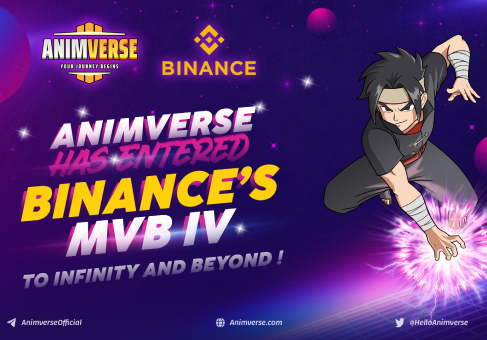 ANIMVERSE
YOUR JOURNEY BEGINS
BINANCE
ANIMVERSE
HAS ENTERED
BINANCE'S
MVB IV
TO INFINITY AND BEYOND !
AnimverseOfficial
Animverse.com
@HelloAnimverse